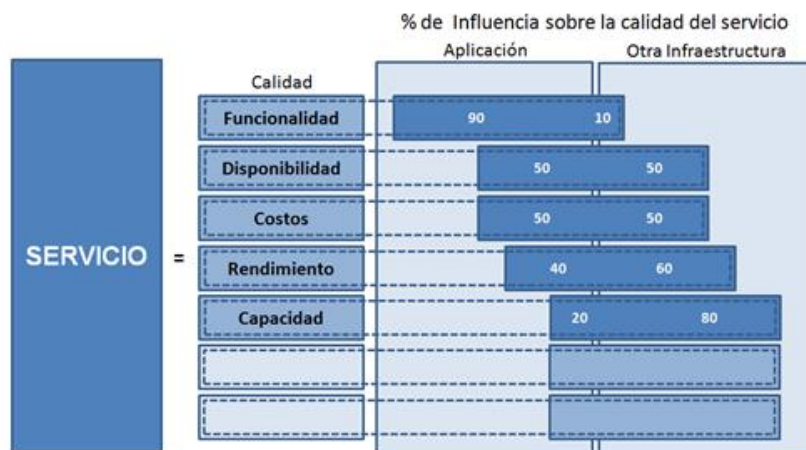 % de Influencia sobre la calidad del servicio
Aplicación Otra Infraestructura
Calidad
Funcionalidad 90 10
Disponibilidad 50 50
Costos 50 50
SERVICIO = Rendimiento 40 60
Capacidad 20 80